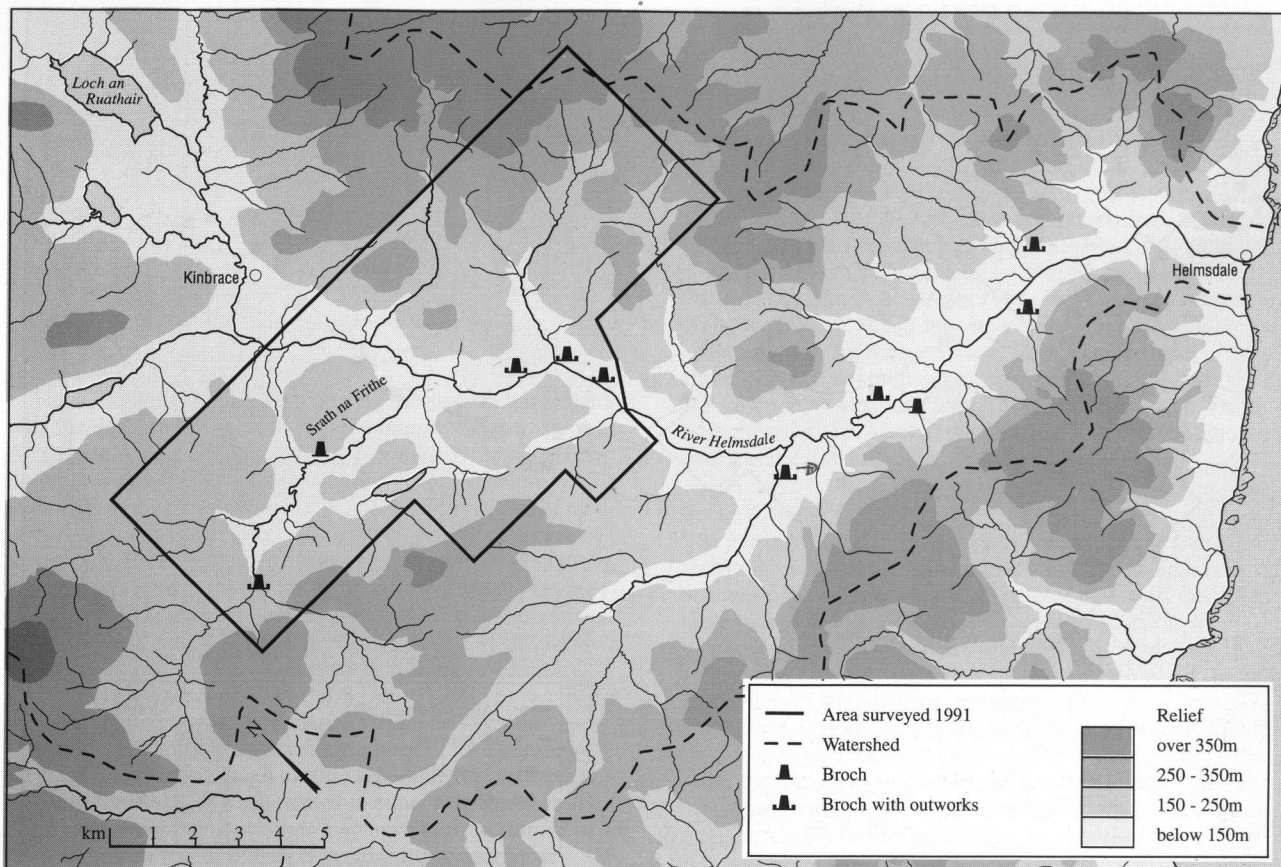 Loch an
Ruathair
Kinbrace
Srath na Frithe
River Helmsdale
Helmsdale
N
km 1 2 3 4 5
Area surveyed 1991
Watershed
Broch
Broch with outworks
Relief
over 350m
250 - 350m
150 - 250m
below 150m